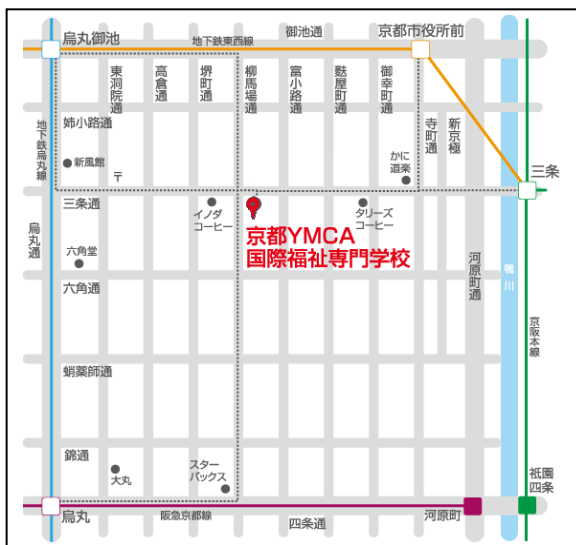 烏丸御池
地下鉄東西線
御池通
京都市役所前
東洞院通
高倉通
堺町通
柳馬場通
富小路通
麩屋町通
御幸町通
寺町通
新京極
地下鉄烏丸線
姉小路通
新風館
〒
かに
道楽
三条
三条通
イノダ
コーヒー
タリーズ
コーヒー
京都YMCA
国際福祉専門学校
烏丸通
六角堂
六角通
河原町通
鴨川
京阪本線
蛸薬師通
錦通
大丸
スター
バックス
祇園
四条
烏丸
阪急京都線
四条通
河原町